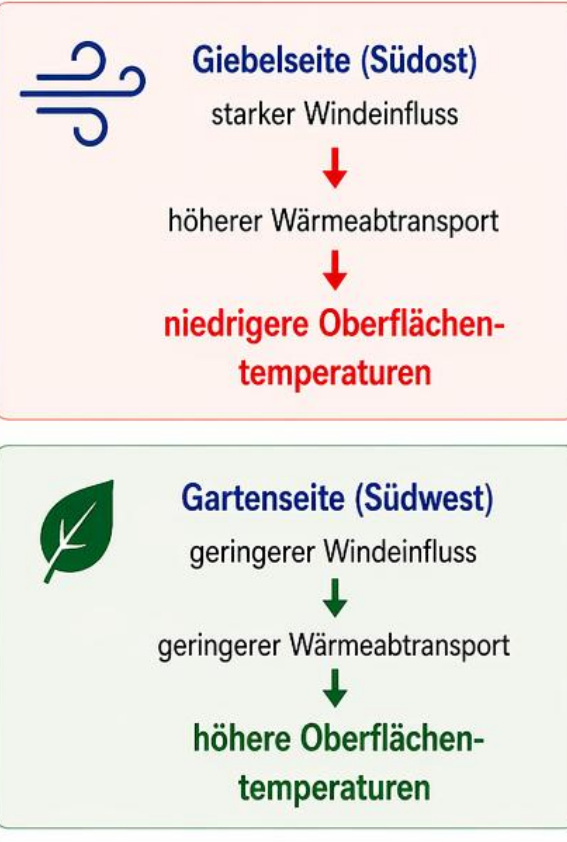 Giebelseite (Südost)
starker Windeinfluss
höherer Wärmeabtransport
niedrigere Oberflächen-
temperaturen
Gartenseite (Südwest)
geringerer Windeinfluss
geringerer Wärmeabtransport
höhere Oberflächen-
temperaturen